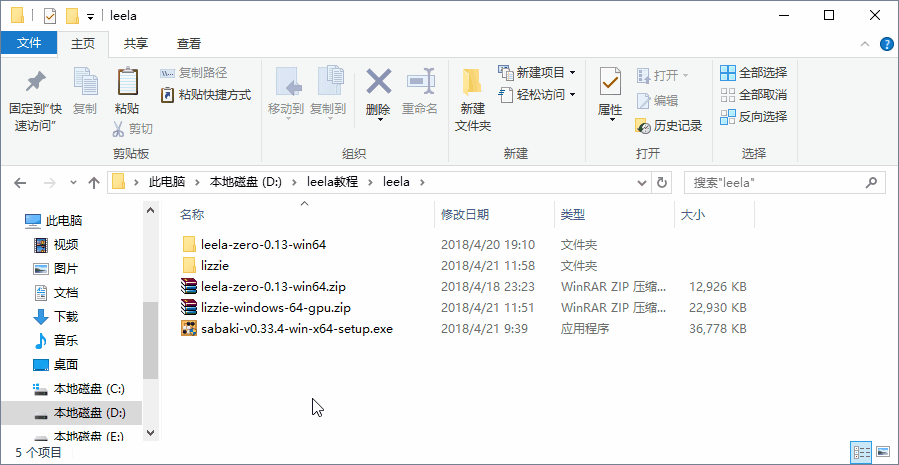 leela
文件 主页 共享 查看
固定到"快速访问" 复制 粘贴 复制路径 粘贴快捷方式 剪切
移动到 复制到 删除 重命名
新建文件夹 新建项目 轻松访问
属性 打开 编辑 历史记录
全部选择 全部取消 反向选择
剪贴板 组织 新建 打开 选择
此电脑 本地磁盘 (D:) leela教程 leela
搜索"leela"
名称 修改日期 类型 大小
此电脑
视频
图片
文档
下载
音乐
桌面
本地磁盘 (C:)
本地磁盘 (D:)
本地磁盘 (E:)
leela-zero-0.13-win64 2018/4/20 19:10 文件夹
lizzie 2018/4/21 11:58 文件夹
leela-zero-0.13-win64.zip 2018/4/18 23:23 WinRAR ZIP 压缩... 12,926 KB
lizzie-windows-64-gpu.zip 2018/4/21 11:51 WinRAR ZIP 压缩... 22,930 KB
sabaki-v0.33.4-win-x64-setup.exe 2018/4/21 9:39 应用程序 36,778 KB
5 个项目